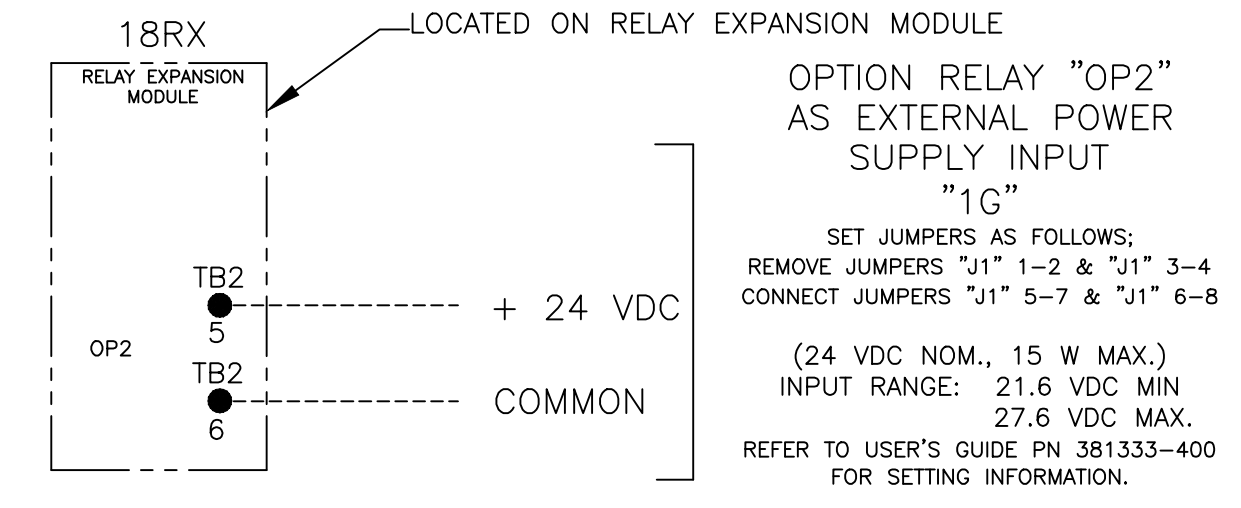 18RX
LOCATED ON RELAY EXPANSION MODULE
RELAY EXPANSION
MODULE
TB2
5
+ 24 VDC
OP2
TB2
6
COMMON
OPTION RELAY "OP2"
AS EXTERNAL POWER
SUPPLY INPUT
"1G"
SET JUMPERS AS FOLLOWS;
REMOVE JUMPERS "J1" 1-2 & "J1" 3-4
CONNECT JUMPERS "J1" 5-7 & "J1" 6-8
(24 VDC NOM., 15 W MAX.)
INPUT RANGE: 21.6 VDC MIN
27.6 VDC MAX.
REFER TO USER'S GUIDE PN 381333-400
FOR SETTING INFORMATION.